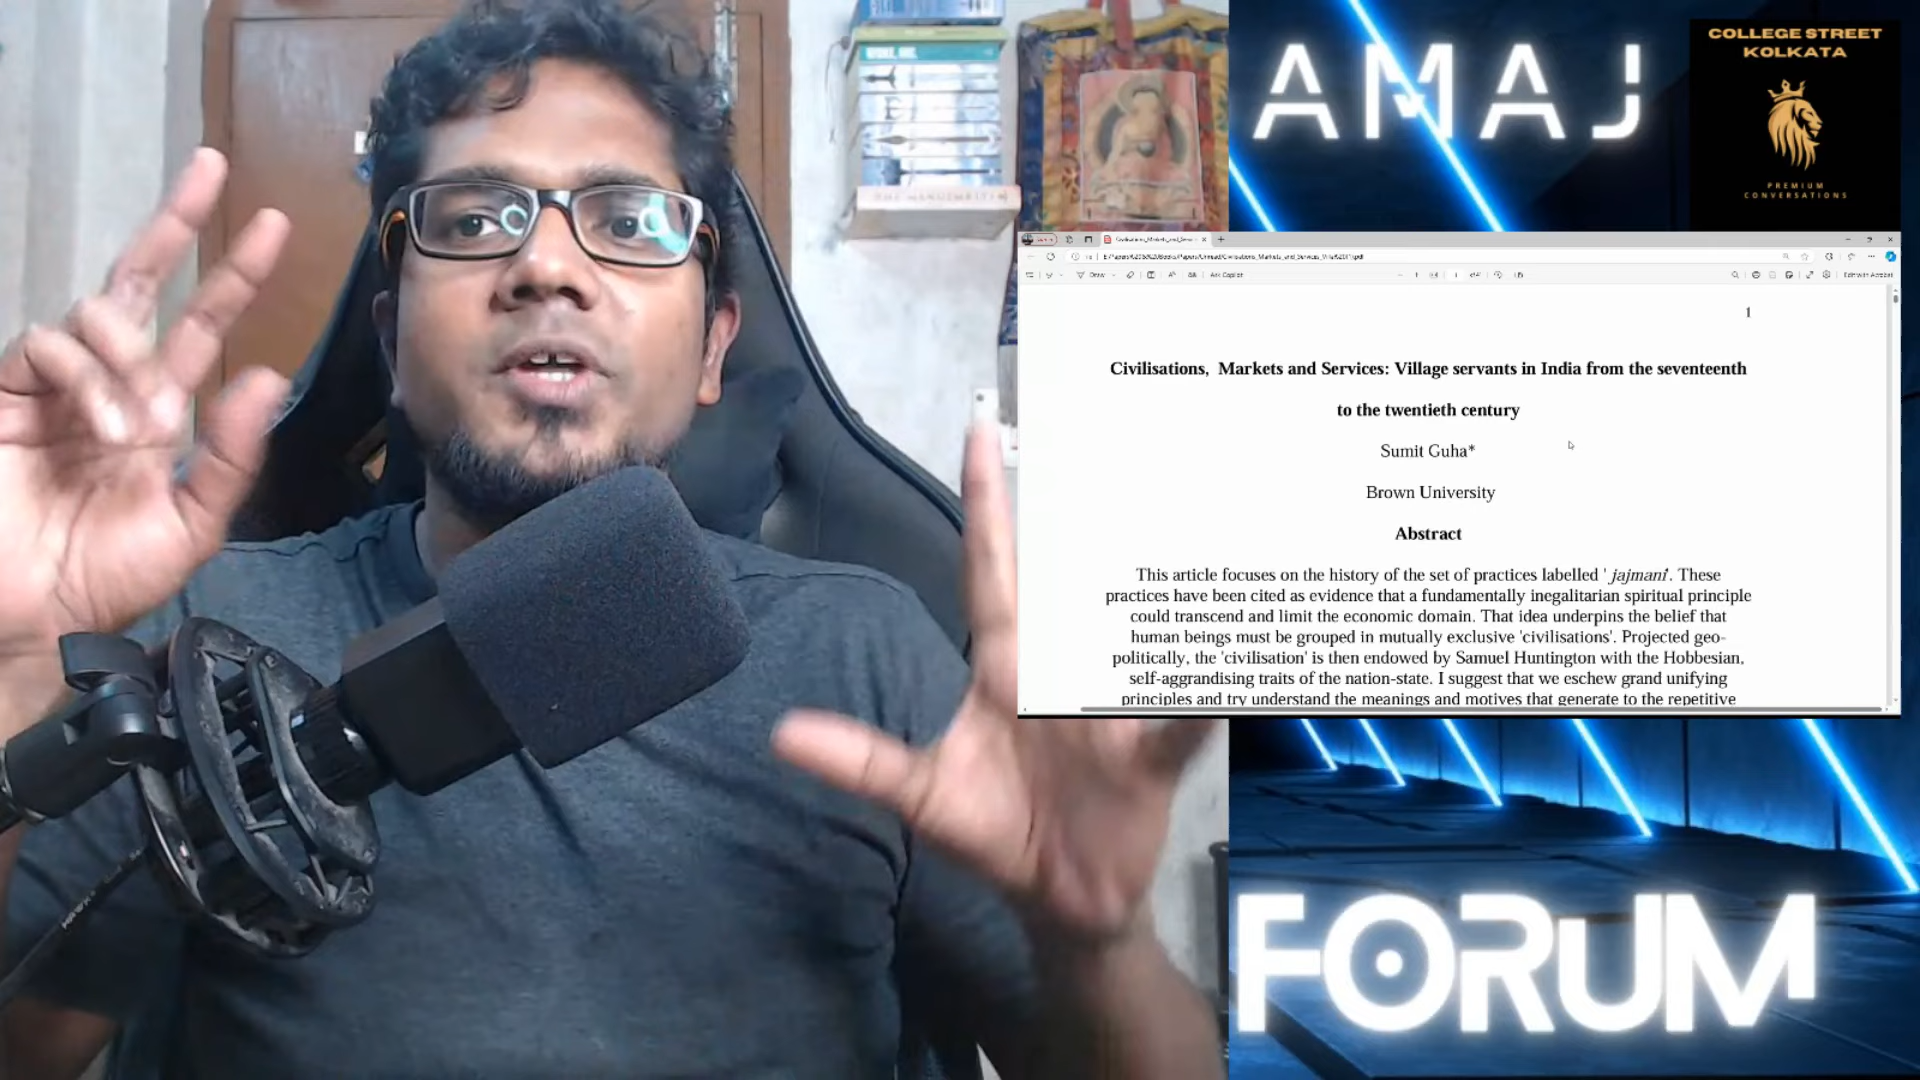 AMAJ
COLLEGE STREET
KOLKATA
PREMIUM
CONVERSATIONS
Ask Copilot
Edit with Acrobat
1
Civilisations, Markets and Services: Village servants in India from the seventeenth
to the twentieth century
Sumit Guha*
Brown University
Abstract
This article focuses on the history of the set of practices labelled ' jajmani'. These
practices have been cited as evidence that a fundamentally inegalitarian spiritual principle
could transcend and limit the economic domain. That idea underpins the belief that
human beings must be grouped in mutually exclusive 'civilisations'. Projected geo-
politically, the 'civilisation' is then endowed by Samuel Huntington with the Hobbesian,
self-aggrandising traits of the nation-state. I suggest that we eschew grand unifying
principles and try understand the meanings and motives that generate to the repetitive
FORUM